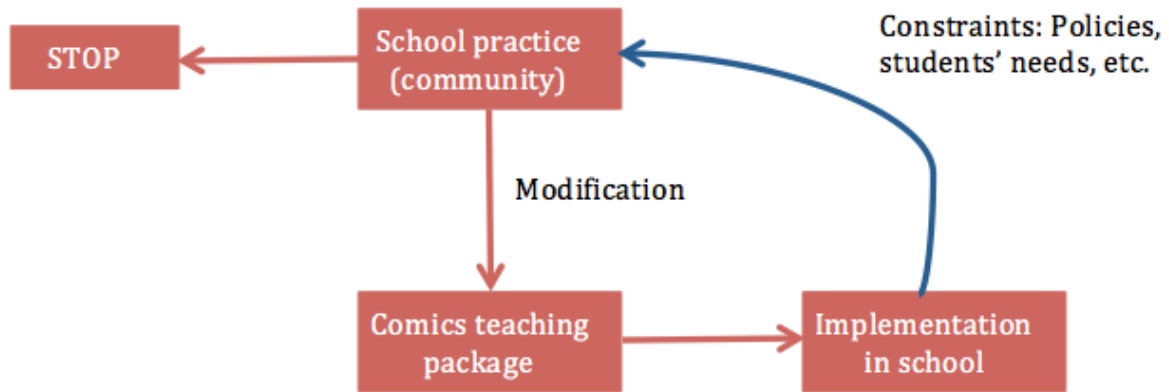 STOP
School practice
(community)
Constraints: Policies,
students’ needs, etc.
Modification
Comics teaching
package
Implementation
in school